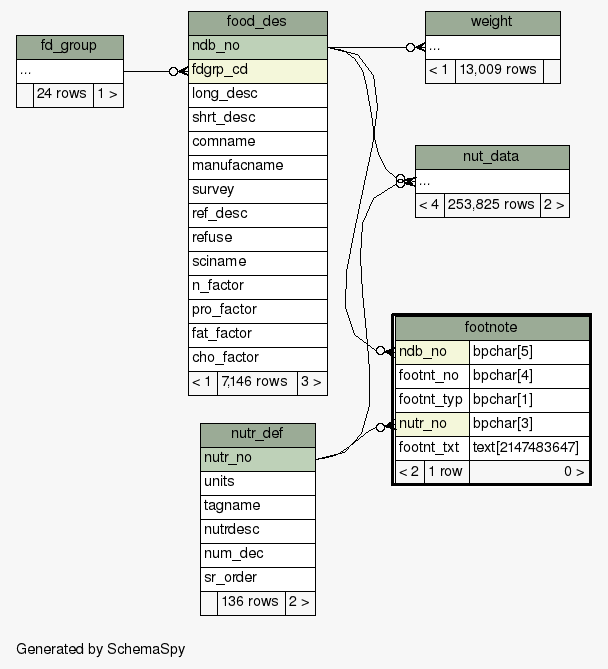 fd_group
...
24 rows 1 >
food_des
ndb_no
fdgrp_cd
long_desc
shrt_desc
comname
manufacname
survey
ref_desc
refuse
sciname
n_factor
pro_factor
fat_factor
cho_factor
< 1 7,146 rows 3 >
weight
...
< 1 13,009 rows
nut_data
...
< 4 253,825 rows 2 >
footnote
ndb_no bpchar[5]
footnt_no bpchar[4]
footnt_typ bpchar[1]
nutr_no bpchar[3]
footnt_txt text[2147483647]
< 2 1 row 0 >
nutr_def
nutr_no
units
tagname
nutrdesc
num_dec
sr_order
136 rows 2 >
Generated by SchemaSpy